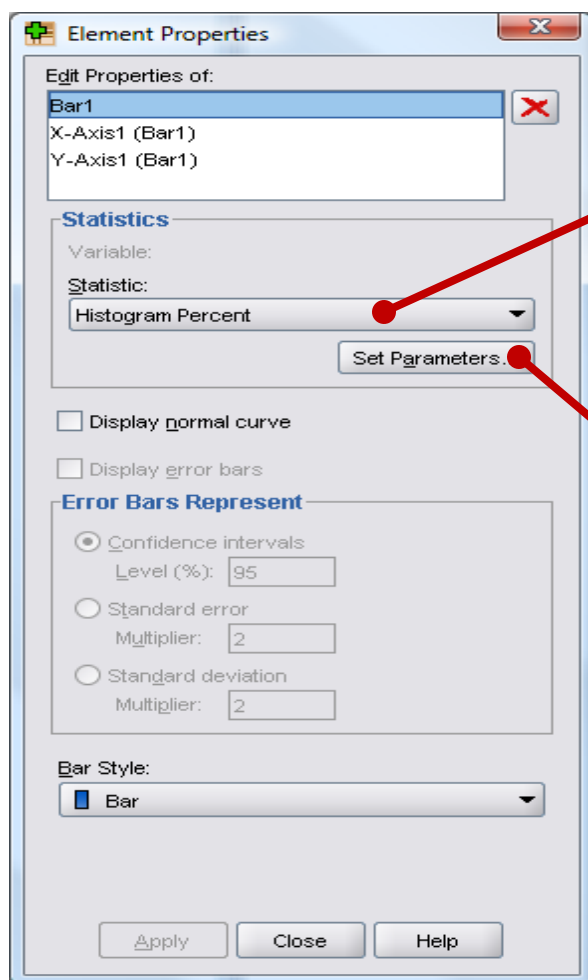 Element Properties
Edit Properties of:
Bar1
X-Axis1 (Bar1)
Y-Axis1 (Bar1)
Statistics
Variable:
Statistic:
Histogram Percent
Set Parameters...
Display normal curve
Display error bars
Error Bars Represent
Confidence intervals
Level (%): 95
Standard error
Multiplier: 2
Standard deviation
Multiplier: 2
Bar Style:
Bar
Apply Close Help